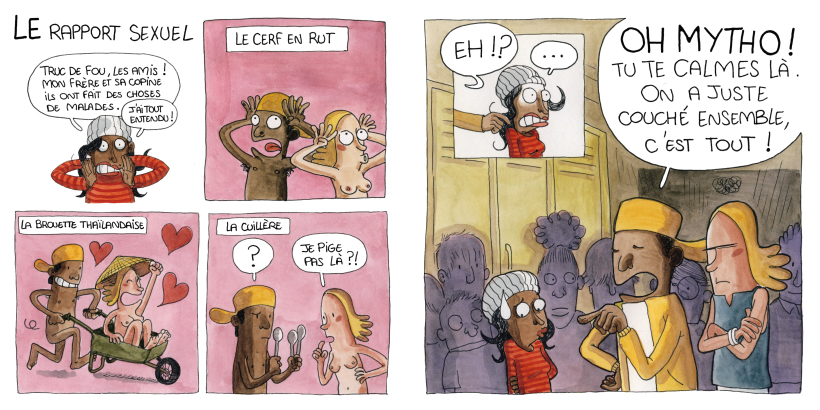 LE RAPPORT SEXUEL
TRUC DE FOU, LES AMIS !
MON FRÈRE ET SA COPINE
ILS ONT FAIT DES CHOSES
DE MALADES.
J'AI TOUT
ENTENDU !
LE CERF EN RUT
LA BROUETTE THAÏLANDAISE
LA CUILLÈRE
?
JE PIGE
PAS LÀ ?!
EH !?
...
OH MYTHO !
TU TE CALMES LÀ.
ON A JUSTE
COUCHÉ ENSEMBLE,
C'EST TOUT !